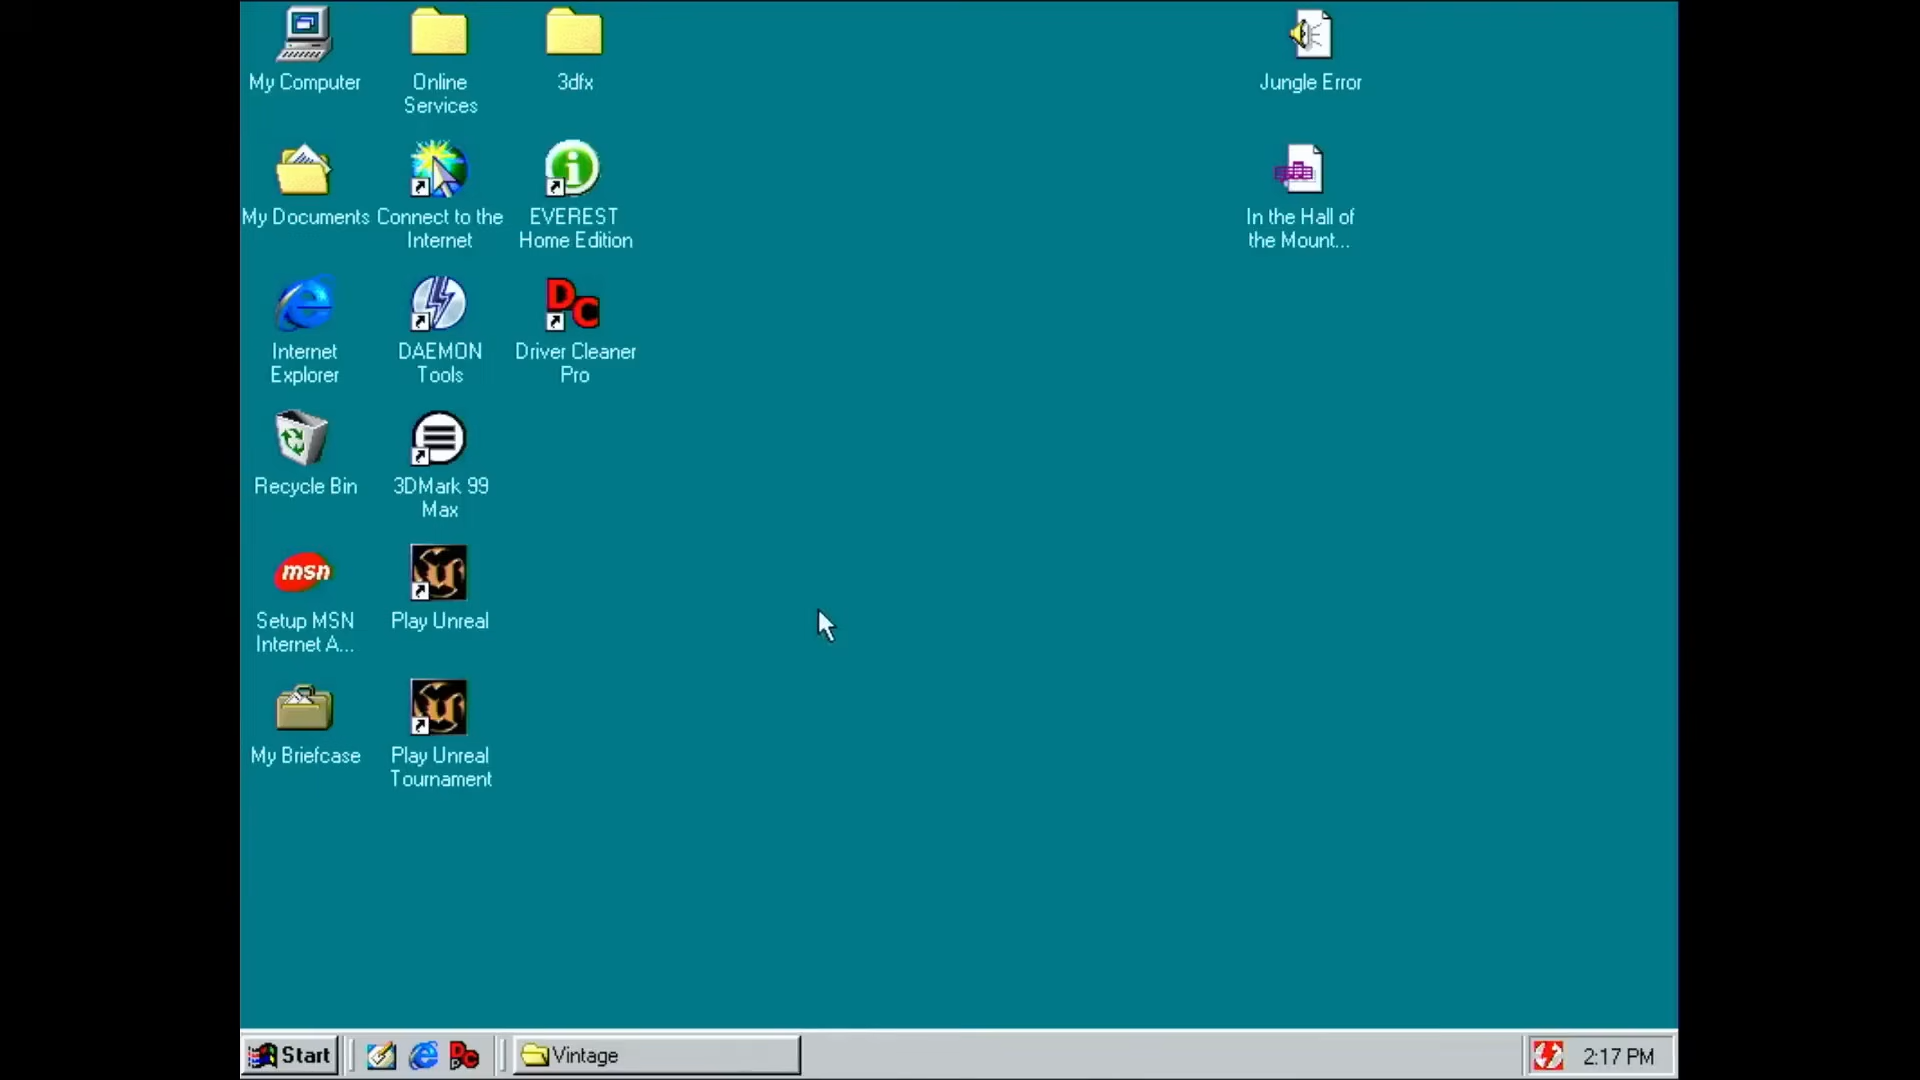 My Computer
Online
Services
3dfx
Jungle Error
My Documents
Connect to the
Internet
EVEREST
Home Edition
In the Hall of
the Mount...
Internet
Explorer
DAEMON
Tools
DC
Driver Cleaner
Pro
Recycle Bin
3DMark 99
Max
msn
Setup MSN
Internet A...
Play Unreal
My Briefcase
Play Unreal
Tournament
Start
DC
Vintage
2:17 PM